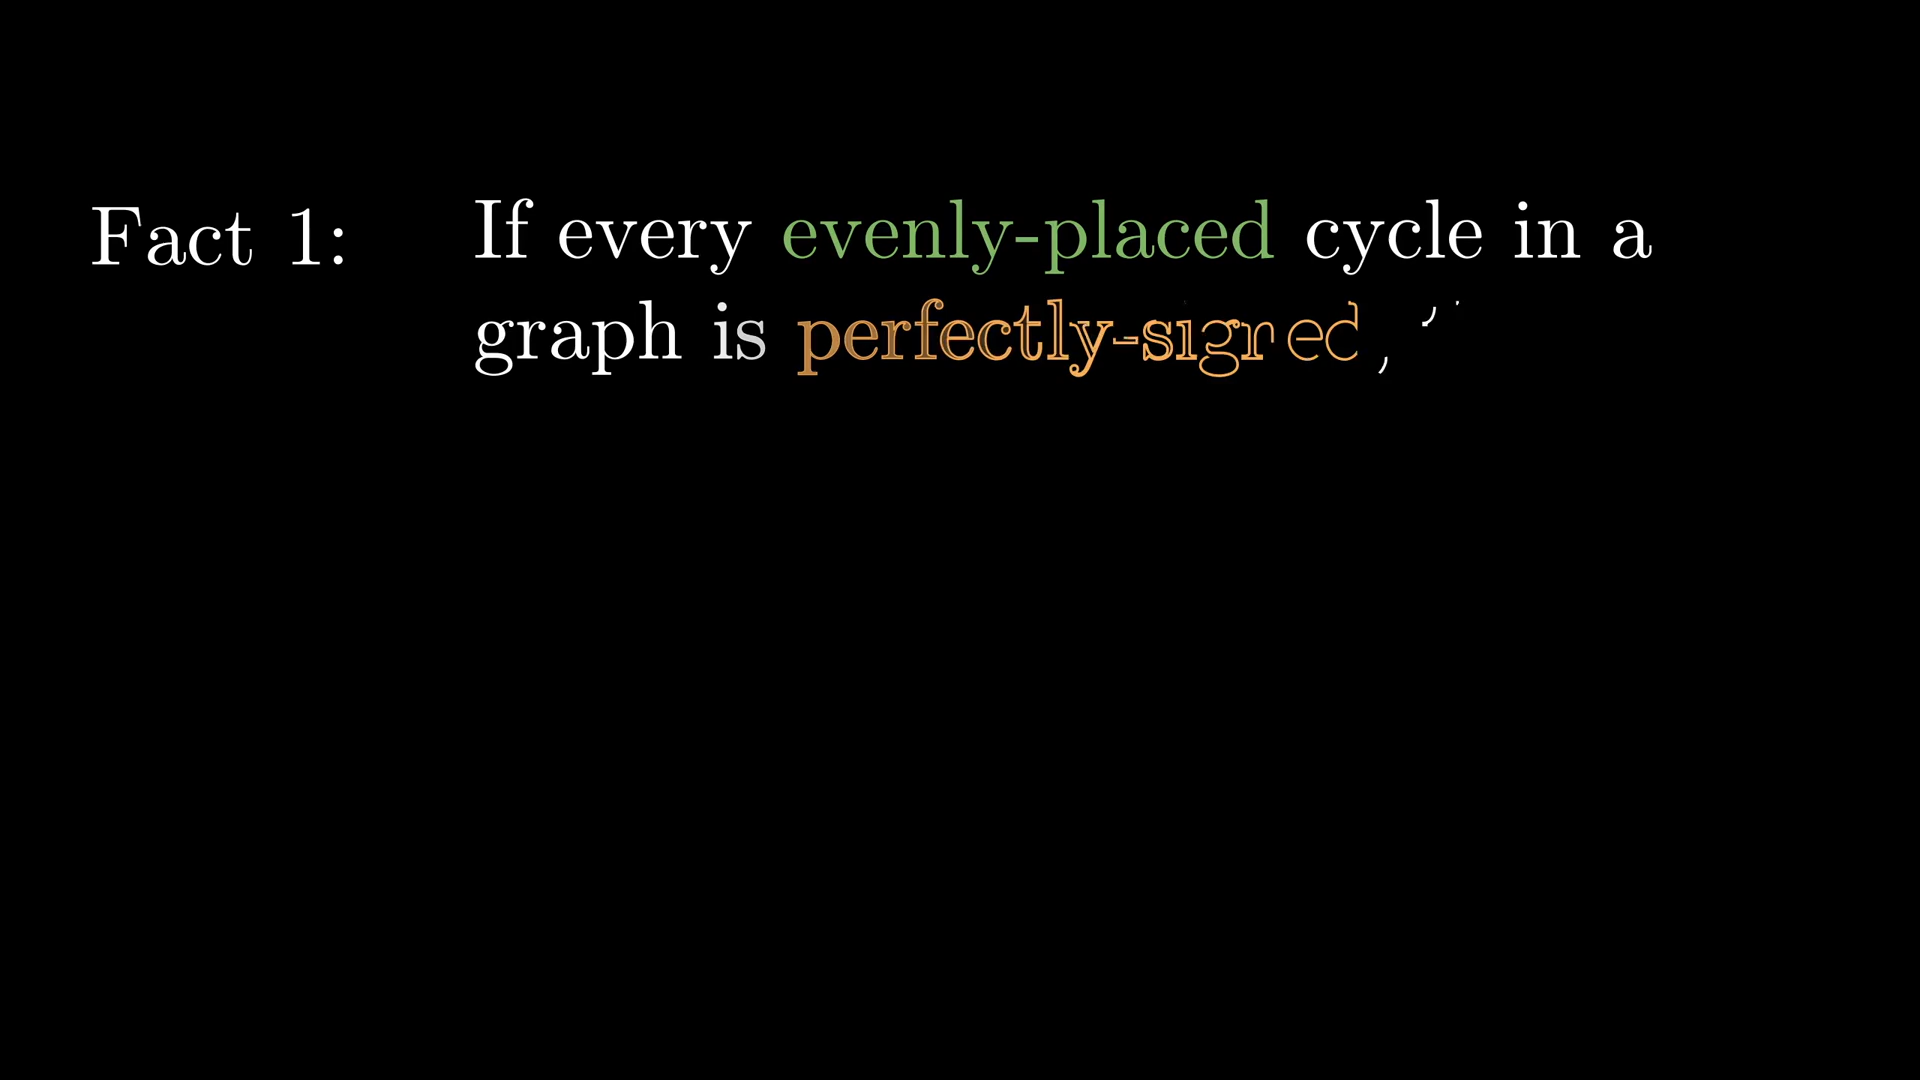 Fact 1: If every evenly-placed cycle in a
graph is perfectly-signed,